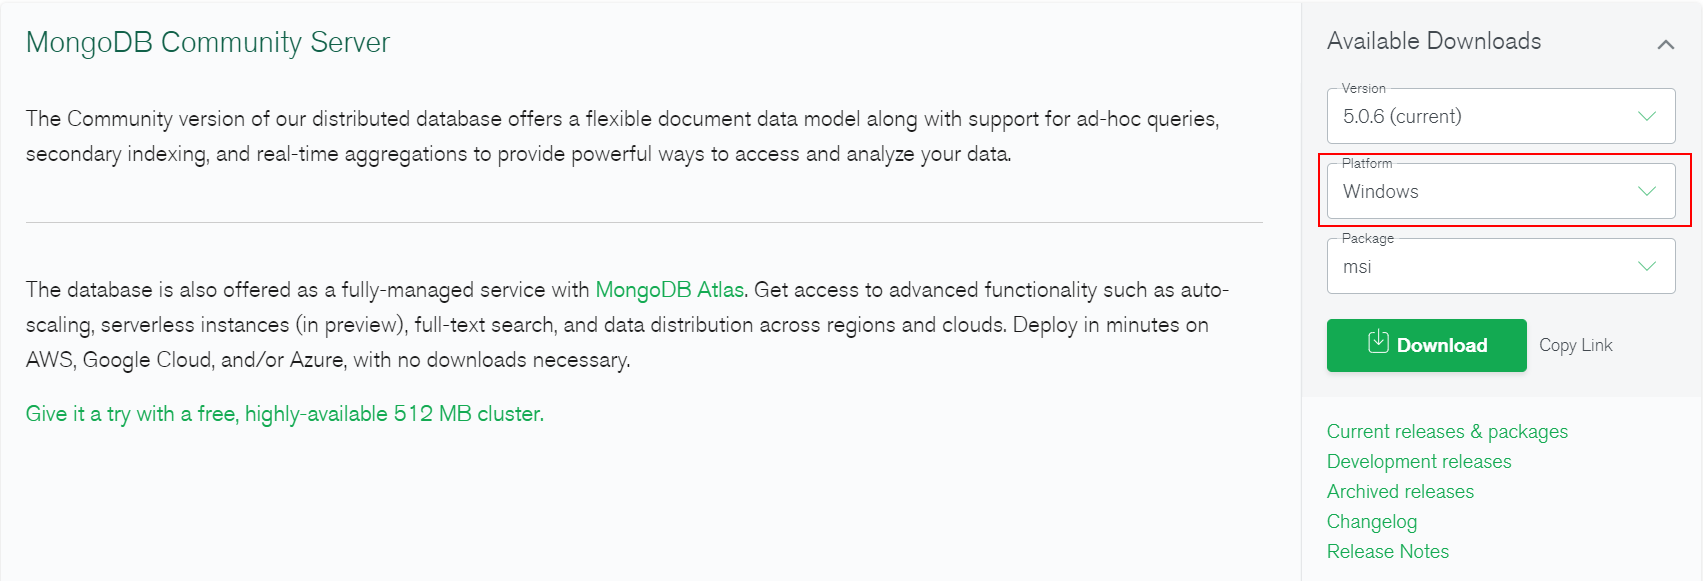 MongoDB Community Server
The Community version of our distributed database offers a flexible document data model along with support for ad-hoc queries,
secondary indexing, and real-time aggregations to provide powerful ways to access and analyze your data.
The database is also offered as a fully-managed service with MongoDB Atlas. Get access to advanced functionality such as auto-
scaling, serverless instances (in preview), full-text search, and data distribution across regions and clouds. Deploy in minutes on
AWS, Google Cloud, and/or Azure, with no downloads necessary.
Give it a try with a free, highly-available 512 MB cluster.
Available Downloads
Version
5.0.6 (current)
Platform
Windows
Package
msi
Download Copy Link
Current releases & packages
Development releases
Archived releases
Changelog
Release Notes